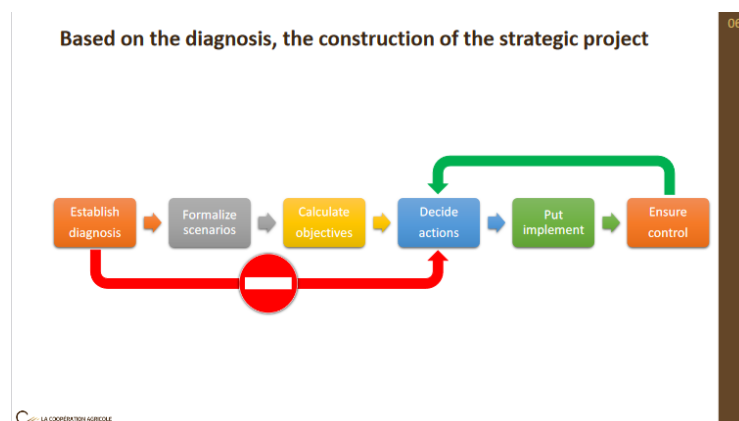 06
Based on the diagnosis, the construction of the strategic project
Establish
diagnosis
Formalize
scenarios
Calculate
objectives
Decide
actions
Put
implement
Ensure
control
LA COOPÉRATION AGRICOLE